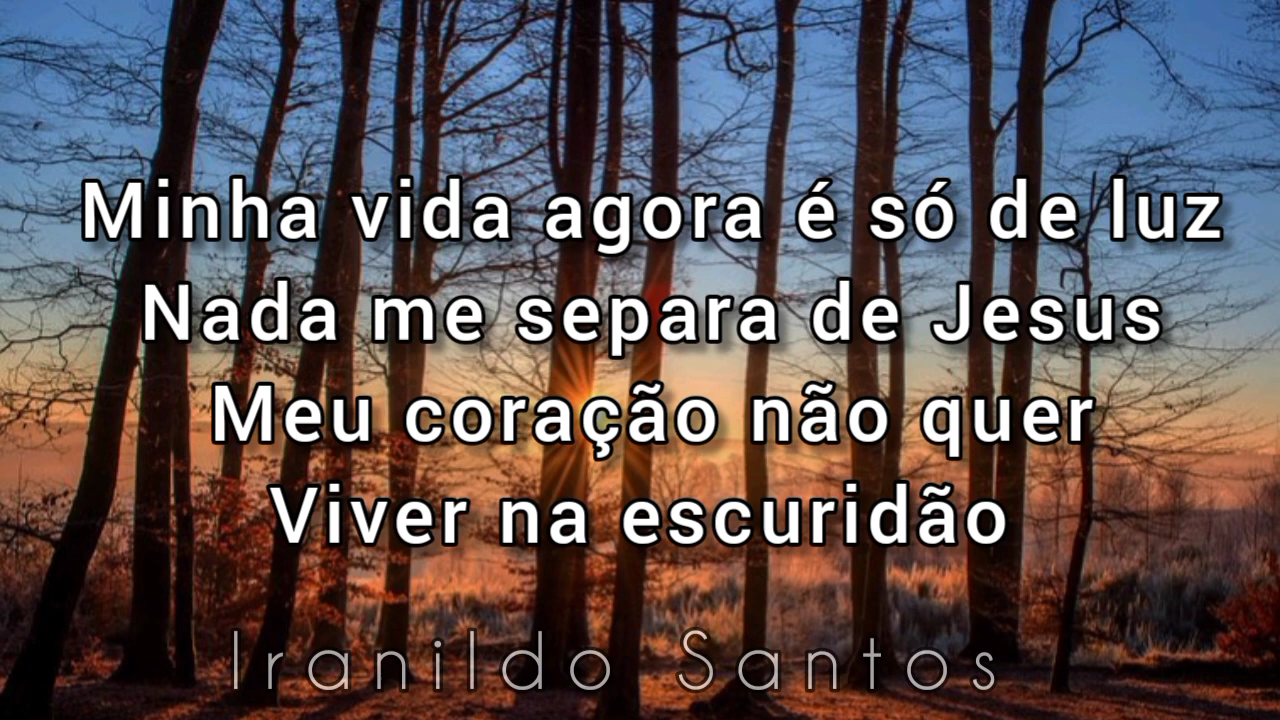 Minha vida agora é só de luz
Nada me separa de Jesus
Meu coração não quer
Viver na escuridão
Iranildo Santos